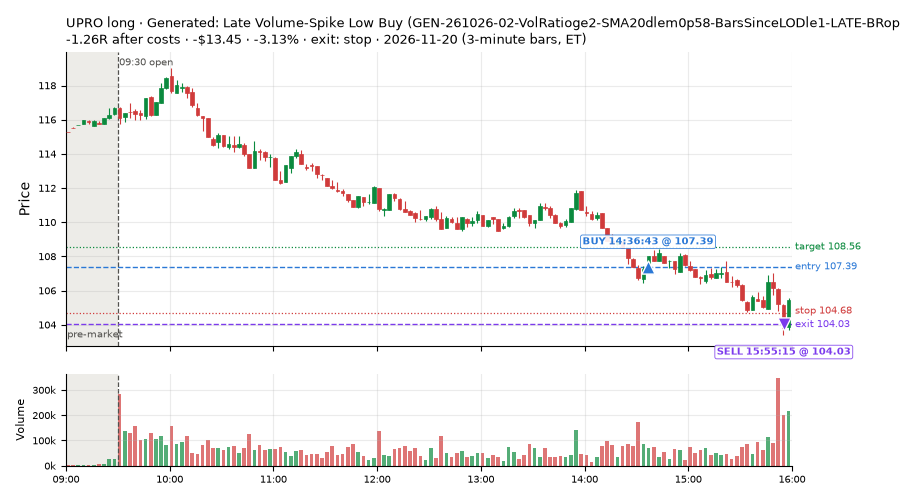 UPRO long · Generated: Late Volume-Spike Low Buy (GEN-261026-02-VolRatioge2-SMA20dlem0p58-BarsSinceLODle1-LATE-BRop
-1.26R after costs · -$13.45 · -3.13% · exit: stop · 2026-11-20 (3-minute bars, ET)
09:30 open
118
116
114
112
110
108
106
104
Price
BUY 14:36:43 @ 107.39
target 108.56
entry 107.39
stop 104.68
exit 104.03
pre-market
SELL 15:55:15 @ 104.03
300k
200k
100k
0k
Volume
09:00
10:00
11:00
12:00
13:00
14:00
15:00
16:00